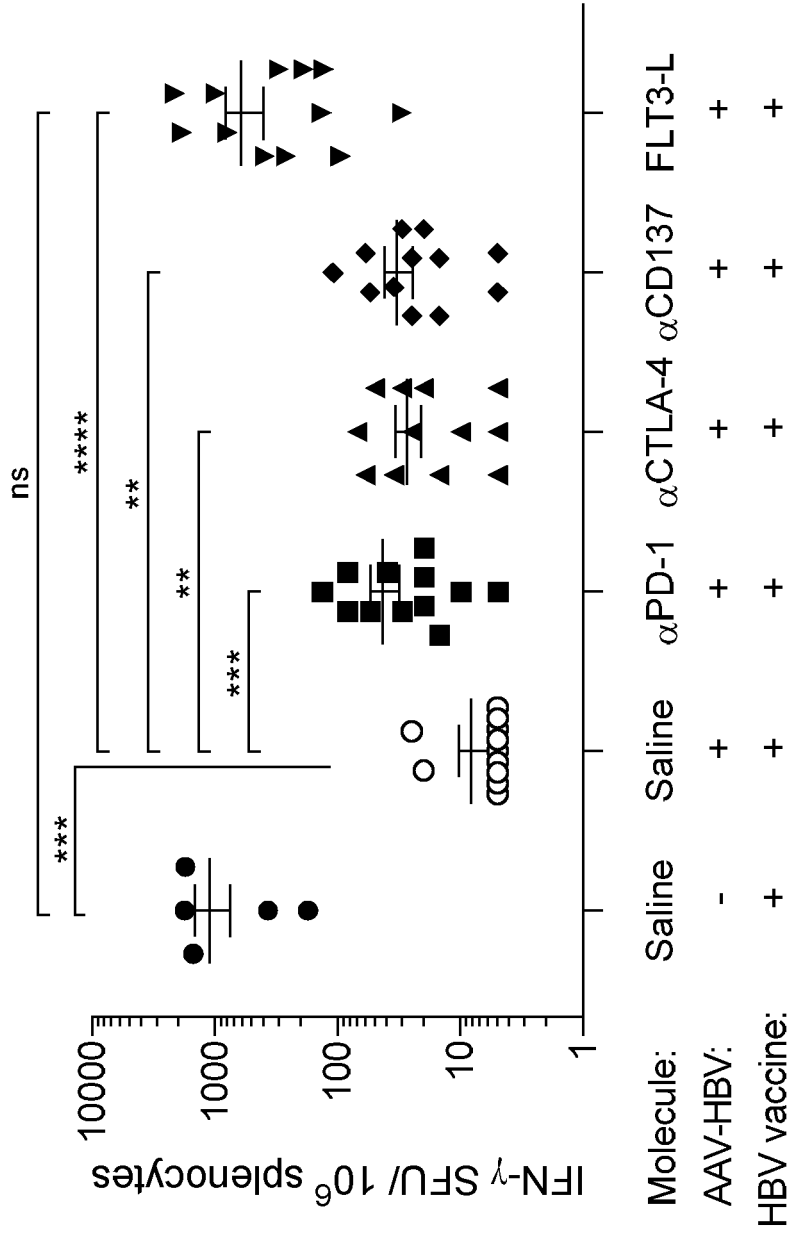 ns
****
**
**
***
***
10000
1000
100
10
1
IFN-γ SFU/ 10⁶ splenocytes
Molecule: Saline Saline αPD-1 αCTLA-4 αCD137 FLT3-L
AAV-HBV: - + + + + +
HBV vaccine: + + + + + +